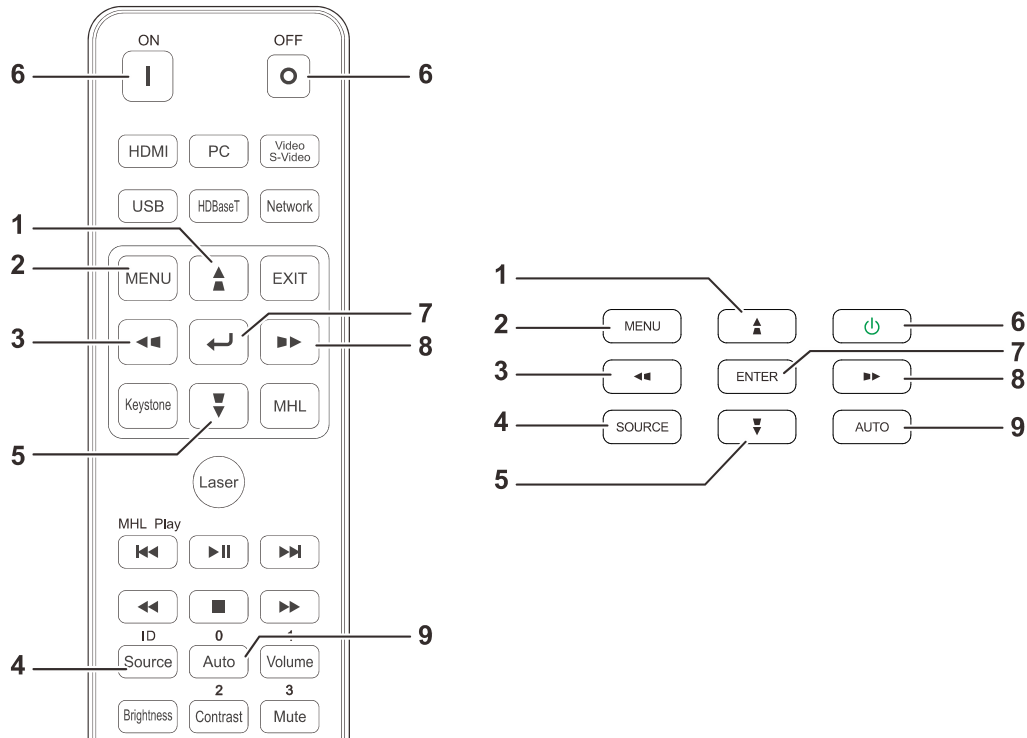 ON OFF
6 6
HDMI PC Video
S-Video
USB HDBaseT Network
1
2 MENU EXIT
7
3 8
Keystone MHL
5
Laser
MHL Play
ID 0 1
9
4 Source Auto Volume
2 3
Brightness Contrast Mute
1
2 MENU 6
7
3 ENTER 8
4 SOURCE AUTO 9
5